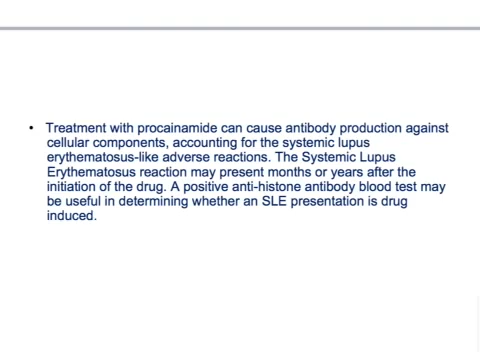 • Treatment with procainamide can cause antibody production against
cellular components, accounting for the systemic lupus
erythematosus-like adverse reactions. The Systemic Lupus
Erythematosus reaction may present months or years after the
initiation of the drug. A positive anti-histone antibody blood test may
be useful in determining whether an SLE presentation is drug
induced.